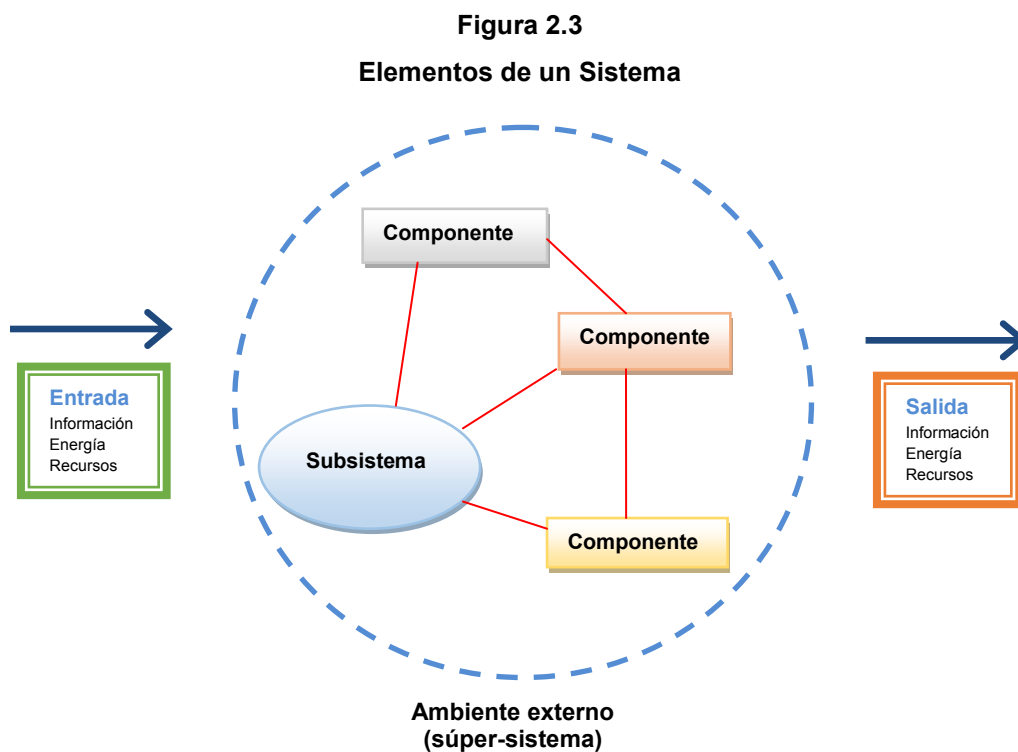 Figura 2.3
Elementos de un Sistema
Componente
Componente
Entrada
Información
Energía
Recursos
Subsistema
Componente
Salida
Información
Energía
Recursos
Ambiente externo
(súper-sistema)